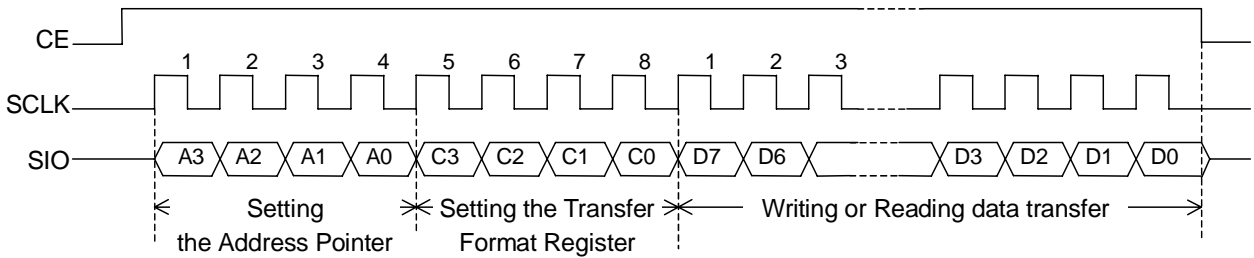 CE
1 2 3 4 5 6 7 8 1 2 3
SCLK
SIO A3 A2 A1 A0 C3 C2 C1 C0 D7 D6 D3 D2 D1 D0
Setting Setting the Transfer Writing or Reading data transfer
the Address Pointer Format Register